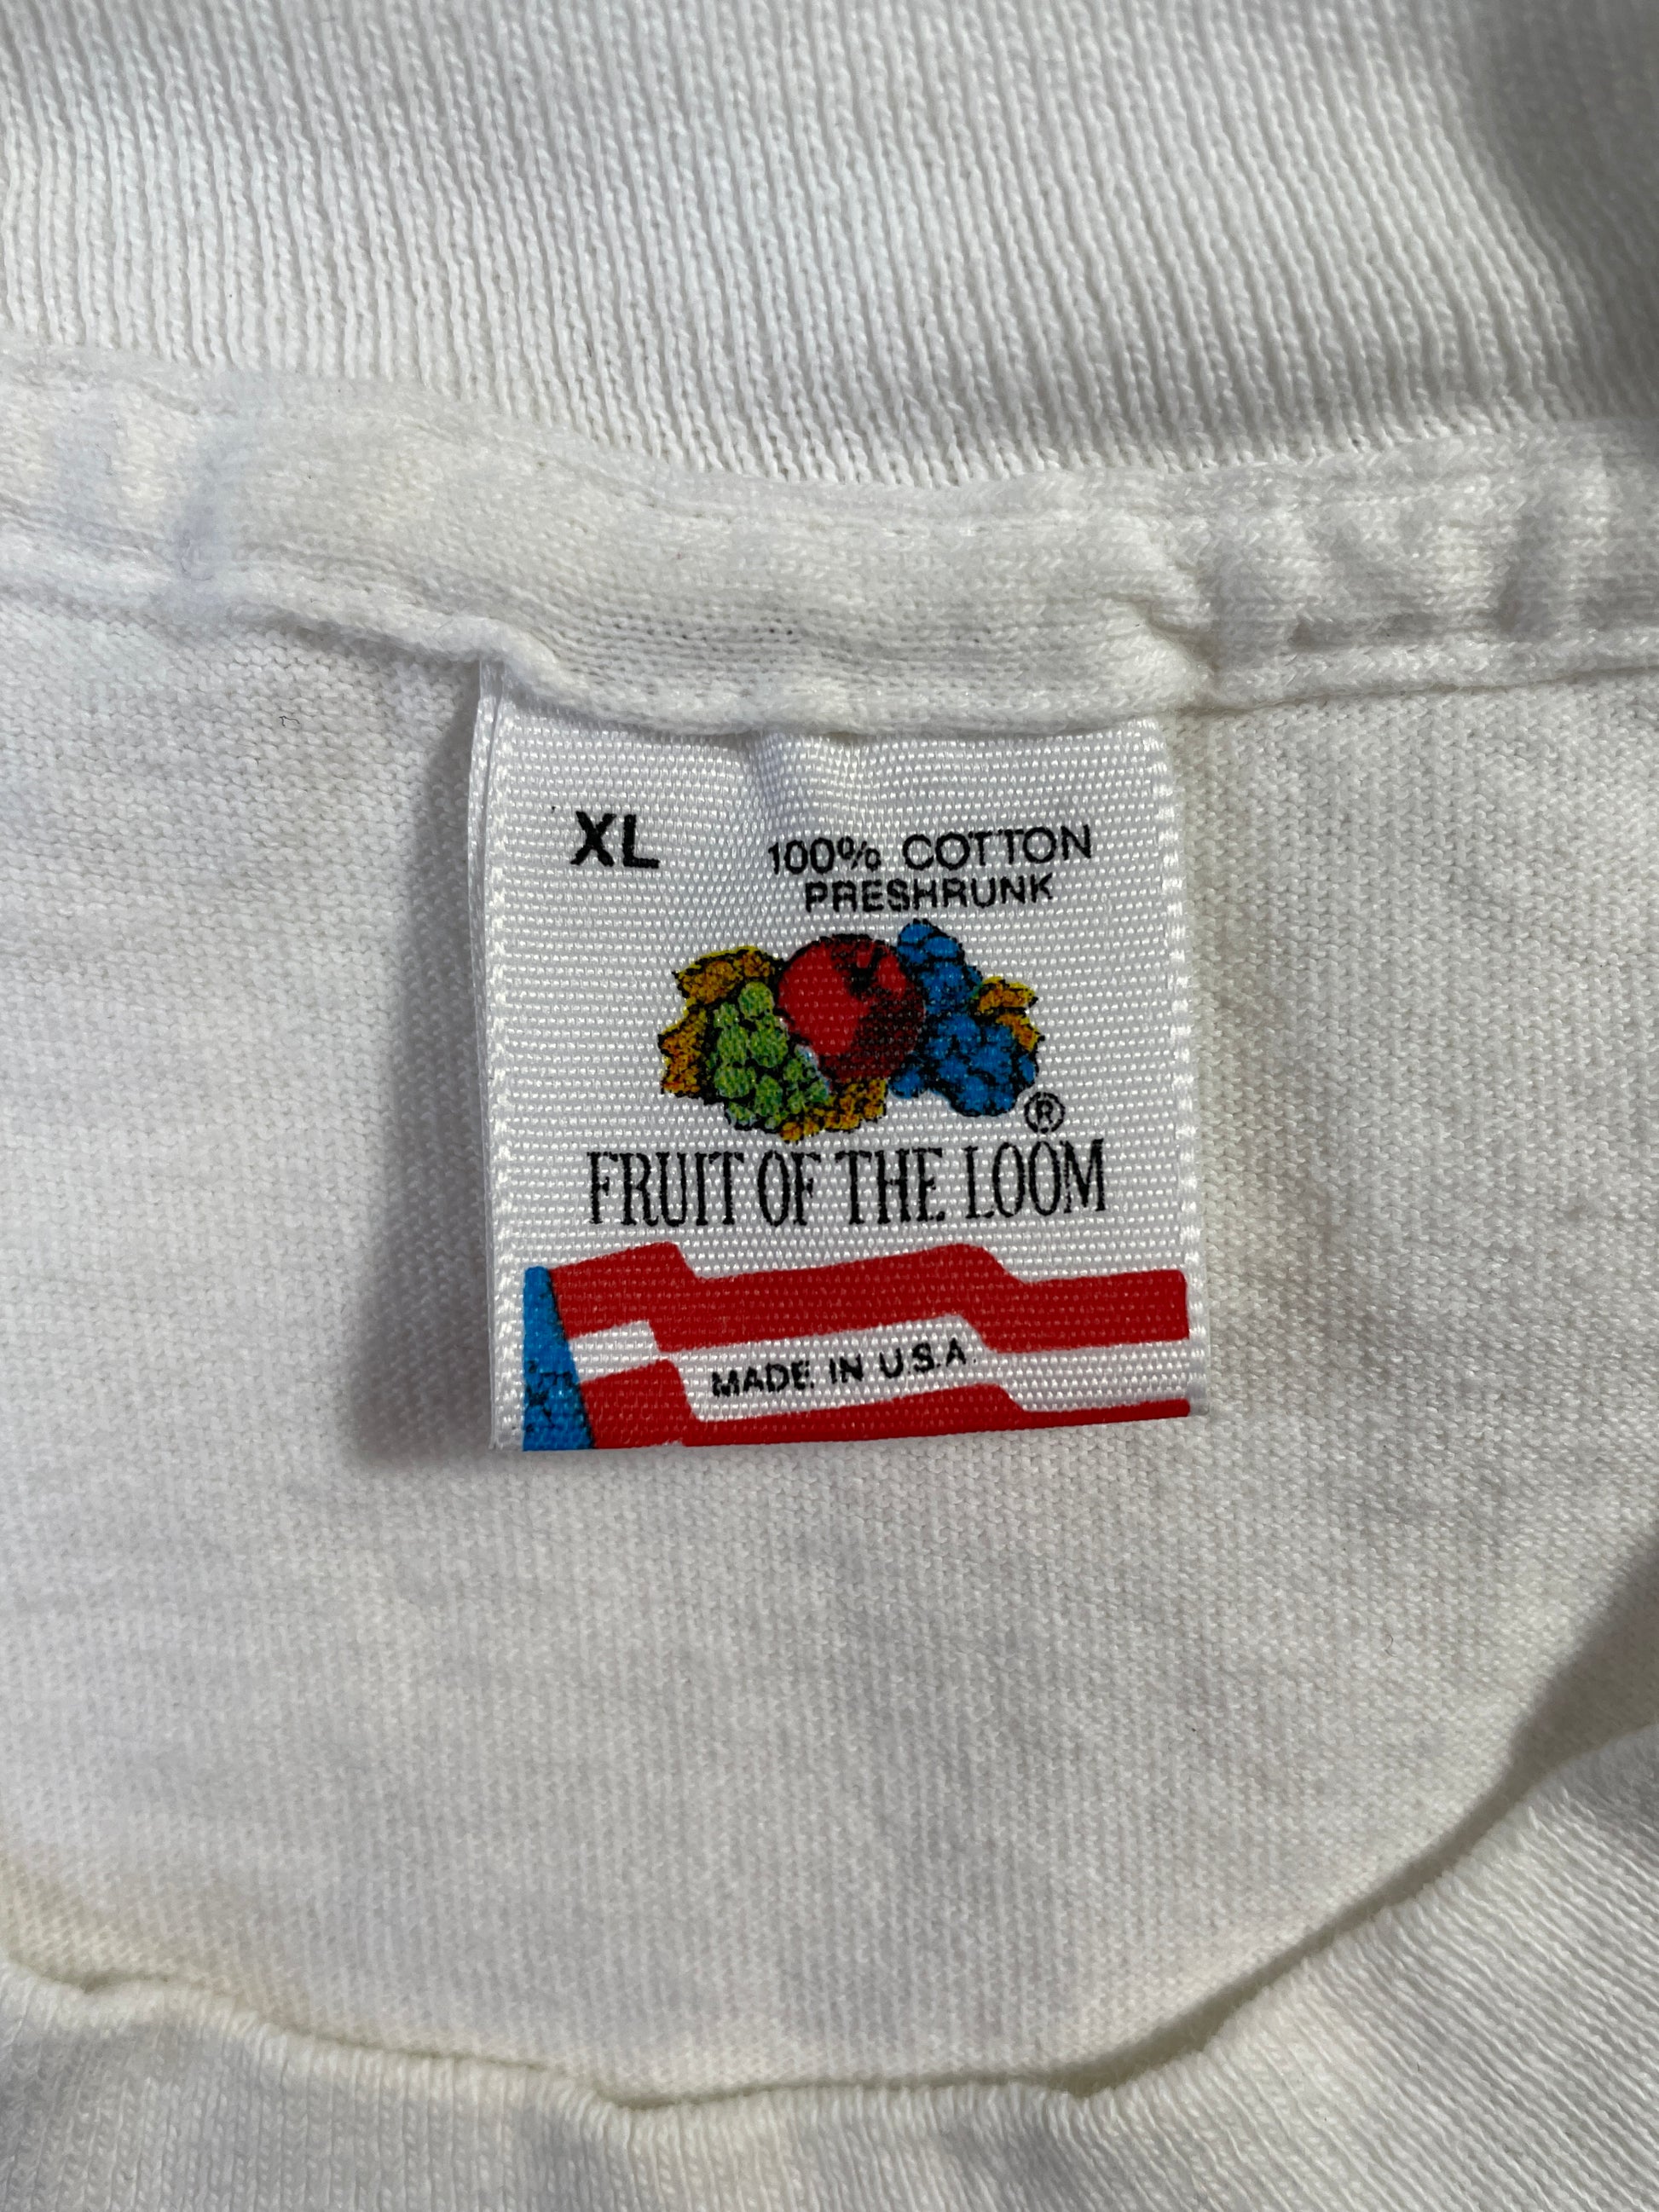 XL
100% COTTON
PRESHRUNK
®
FRUIT OF THE LOOM
MADE IN U.S.A.